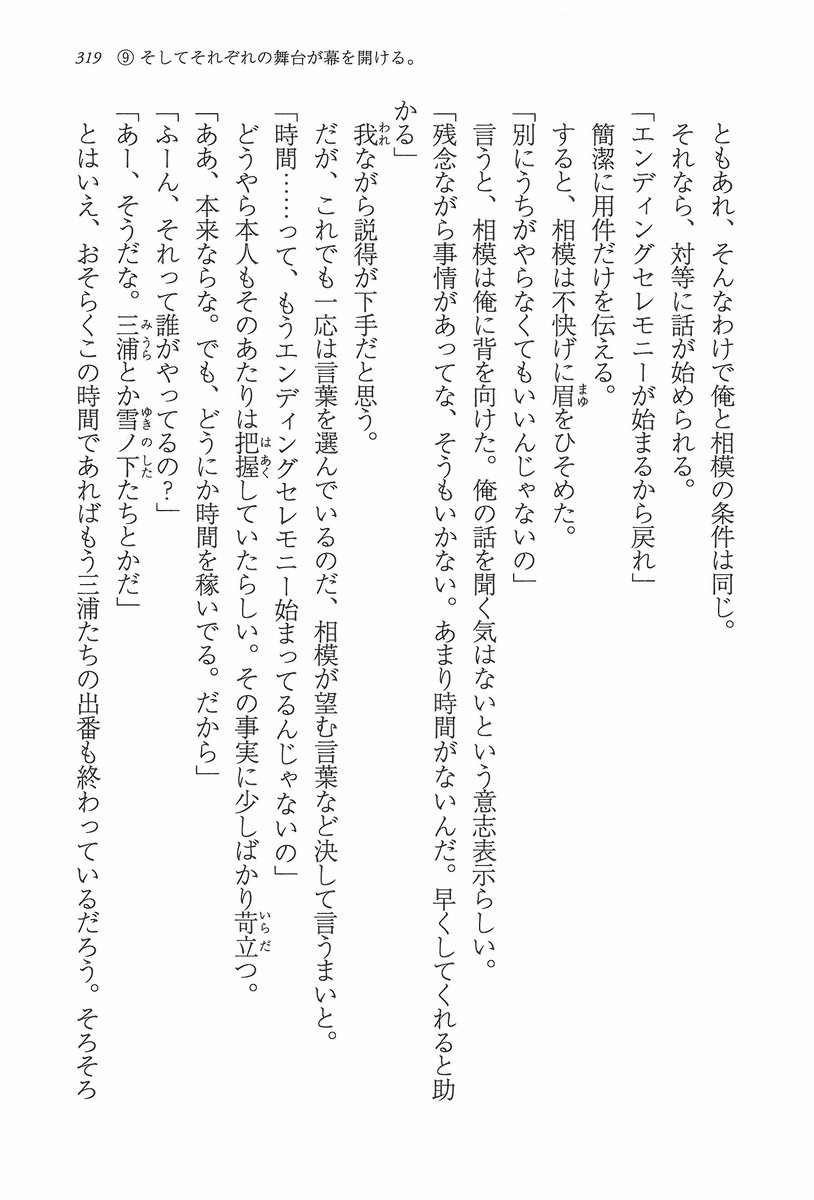 319 ⑨ そしてそれぞれの舞台が幕を開ける。
ともあれ、そんなわけで俺と相模の条件は同じ。
それなら、対等に話が始められる。
「エンディングセレモニーが始まるから戻れ」
簡潔に用件だけを伝える。
すると、相模は不快げに眉をひそめた。
「別にうちがやらなくてもいいんじゃないの」
言うと、相模は俺に背を向けた。俺の話を聞く気はないという意志表示らしい。
「残念ながら事情があってな、そうもいかない。あまり時間がないんだ。早くしてくれると助
かる」
我ながら説得が下手だと思う。
だが、これでも一応は言葉を選んでいるのだ、相模が望む言葉など決して言うまいと。
「時間……って、もうエンディングセレモニー始まってるんじゃないの」
どうやら本人もそのあたりは把握していたらしい。その事実に少しばかり苛立つ。
「ああ、本来ならな。でも、どうにか時間を稼いでる。だから」
「ふーん、それって誰がやってるの？」
「あー、そうだな。三浦とか雪ノ下たちとかだ」
とはいえ、おそらくこの時間であればもう三浦たちの出番も終わっているだろう。そろそろ